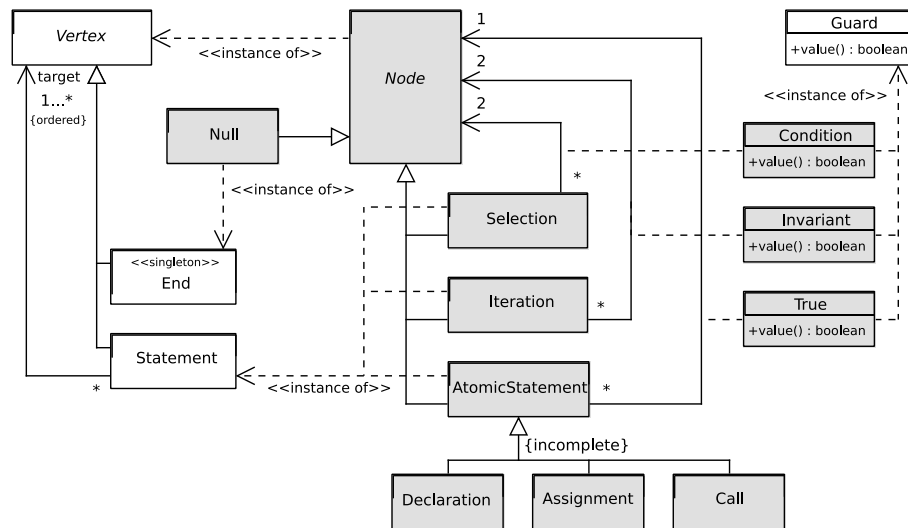 Vertex
Node
1
Guard
+value() : boolean
<<instance of>>
target
1...*
{ordered}
2
2
<<instance of>>
Null
Condition
+value() : boolean
<<instance of>>
*
Selection
Invariant
+value() : boolean
<<singleton>>
End
Iteration
*
True
+value() : boolean
Statement
*
<<instance of>>
AtomicStatement
*
{incomplete}
Declaration
Assignment
Call